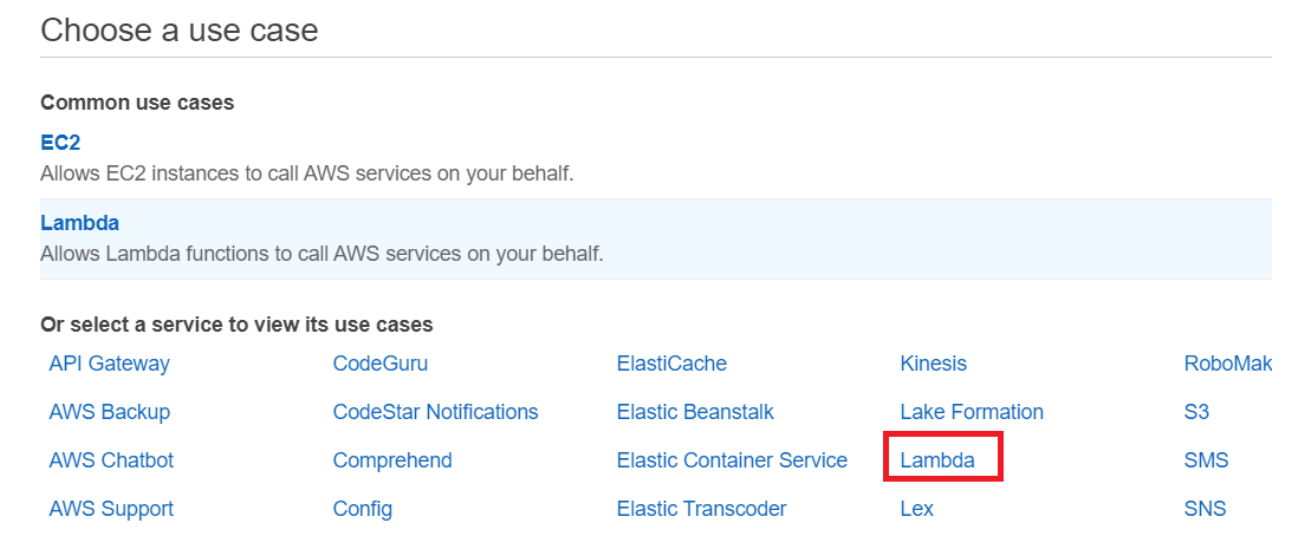 Choose a use case
Common use cases
EC2
Allows EC2 instances to call AWS services on your behalf.
Lambda
Allows Lambda functions to call AWS services on your behalf.
Or select a service to view its use cases
API Gateway CodeGuru ElastiCache Kinesis RoboMak
AWS Backup CodeStar Notifications Elastic Beanstalk Lake Formation S3
AWS Chatbot Comprehend Elastic Container Service Lambda SMS
AWS Support Config Elastic Transcoder Lex SNS